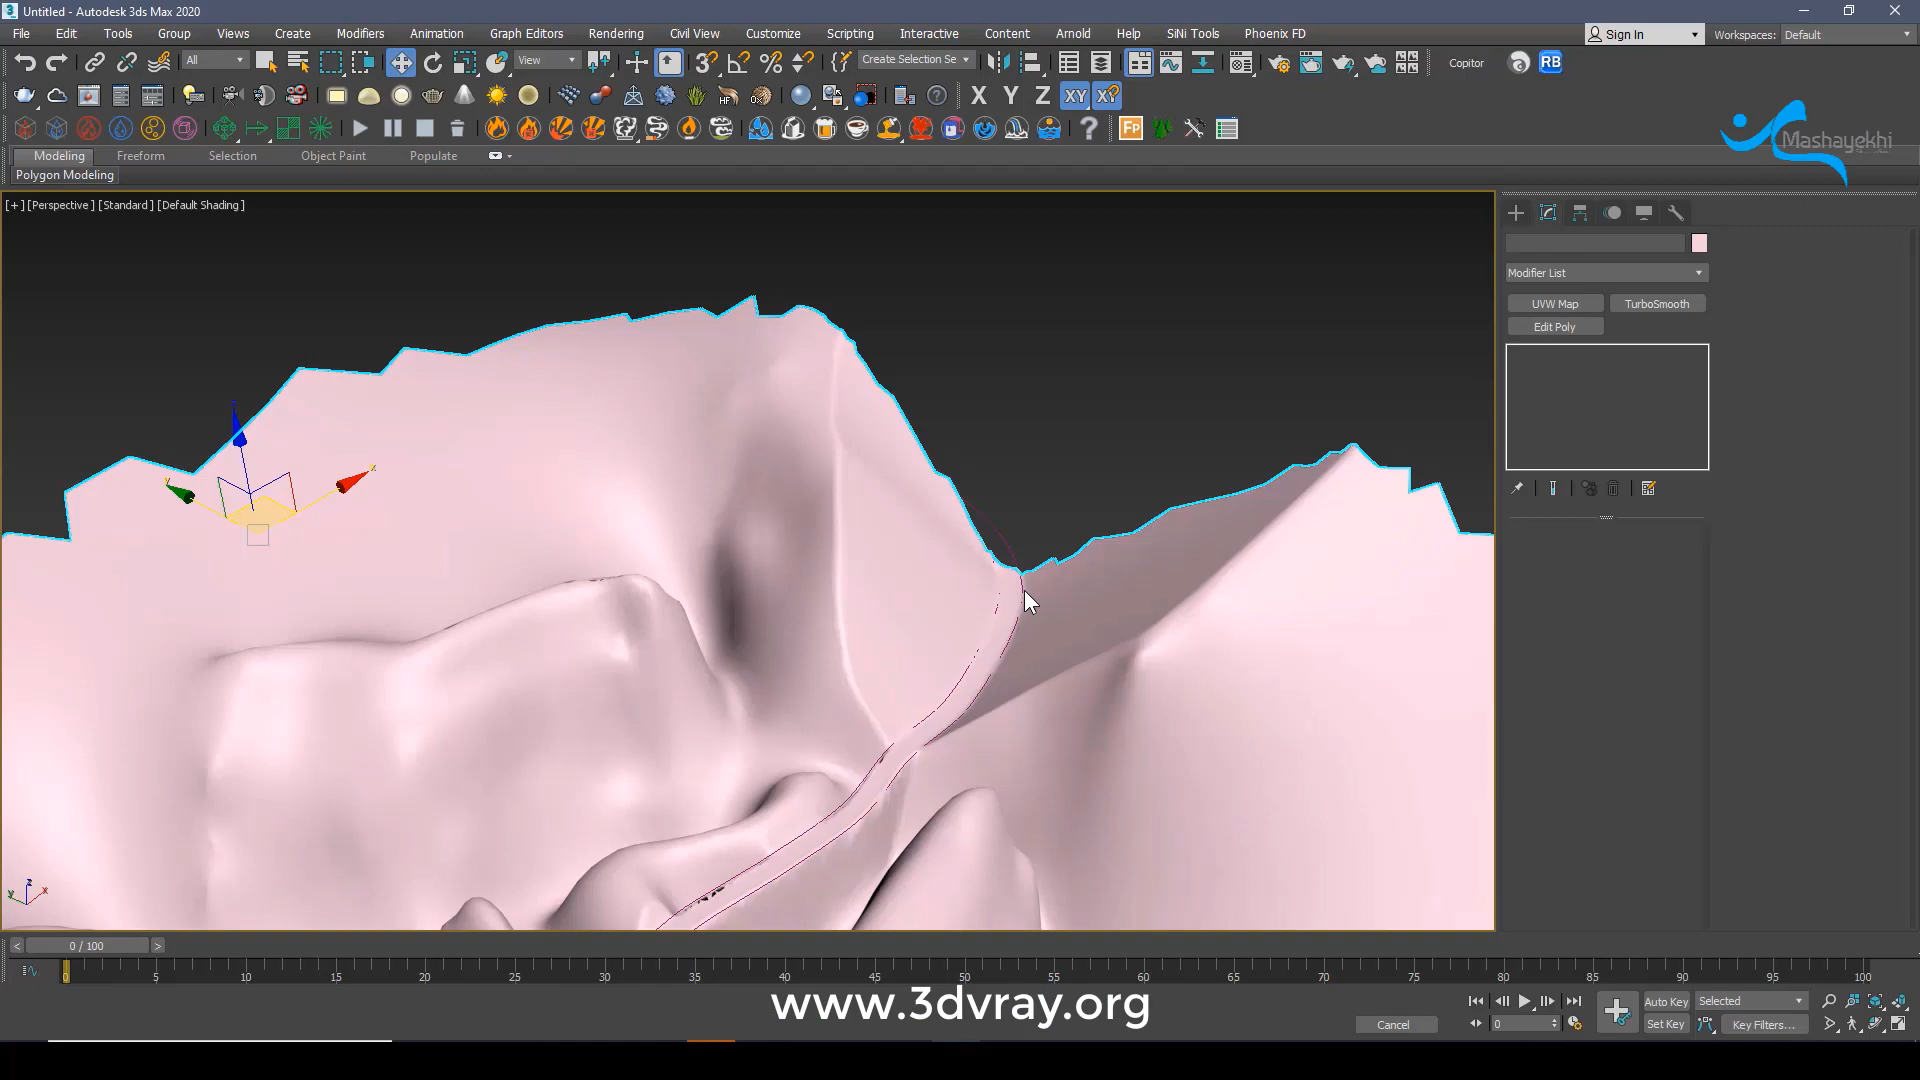 Untitled - Autodesk 3ds Max 2020
File Edit Tools Group Views Create Modifiers Animation Graph Editors Rendering Civil View Customize Scripting Interactive Content Arnold Help SiNi Tools Phoenix FD Sign In Workspaces: Default
All View Create Selection Se Copitor RB
HF X Y Z XY XY
Fp
Mashayekhi
Modeling Freeform Selection Object Paint Populate
Polygon Modeling
[+] [Perspective] [Standard] [Default Shading]
Modifier List
UVW Map TurboSmooth
Edit Poly
x
y
z
y x
< 0 / 100 >
0 5 10 15 20 25 30 35 40 45 50 55 60 65 70 75 80 85 90 95 100
www.3dvray.org
Auto Key Selected
Cancel 0 Set Key Key Filters...